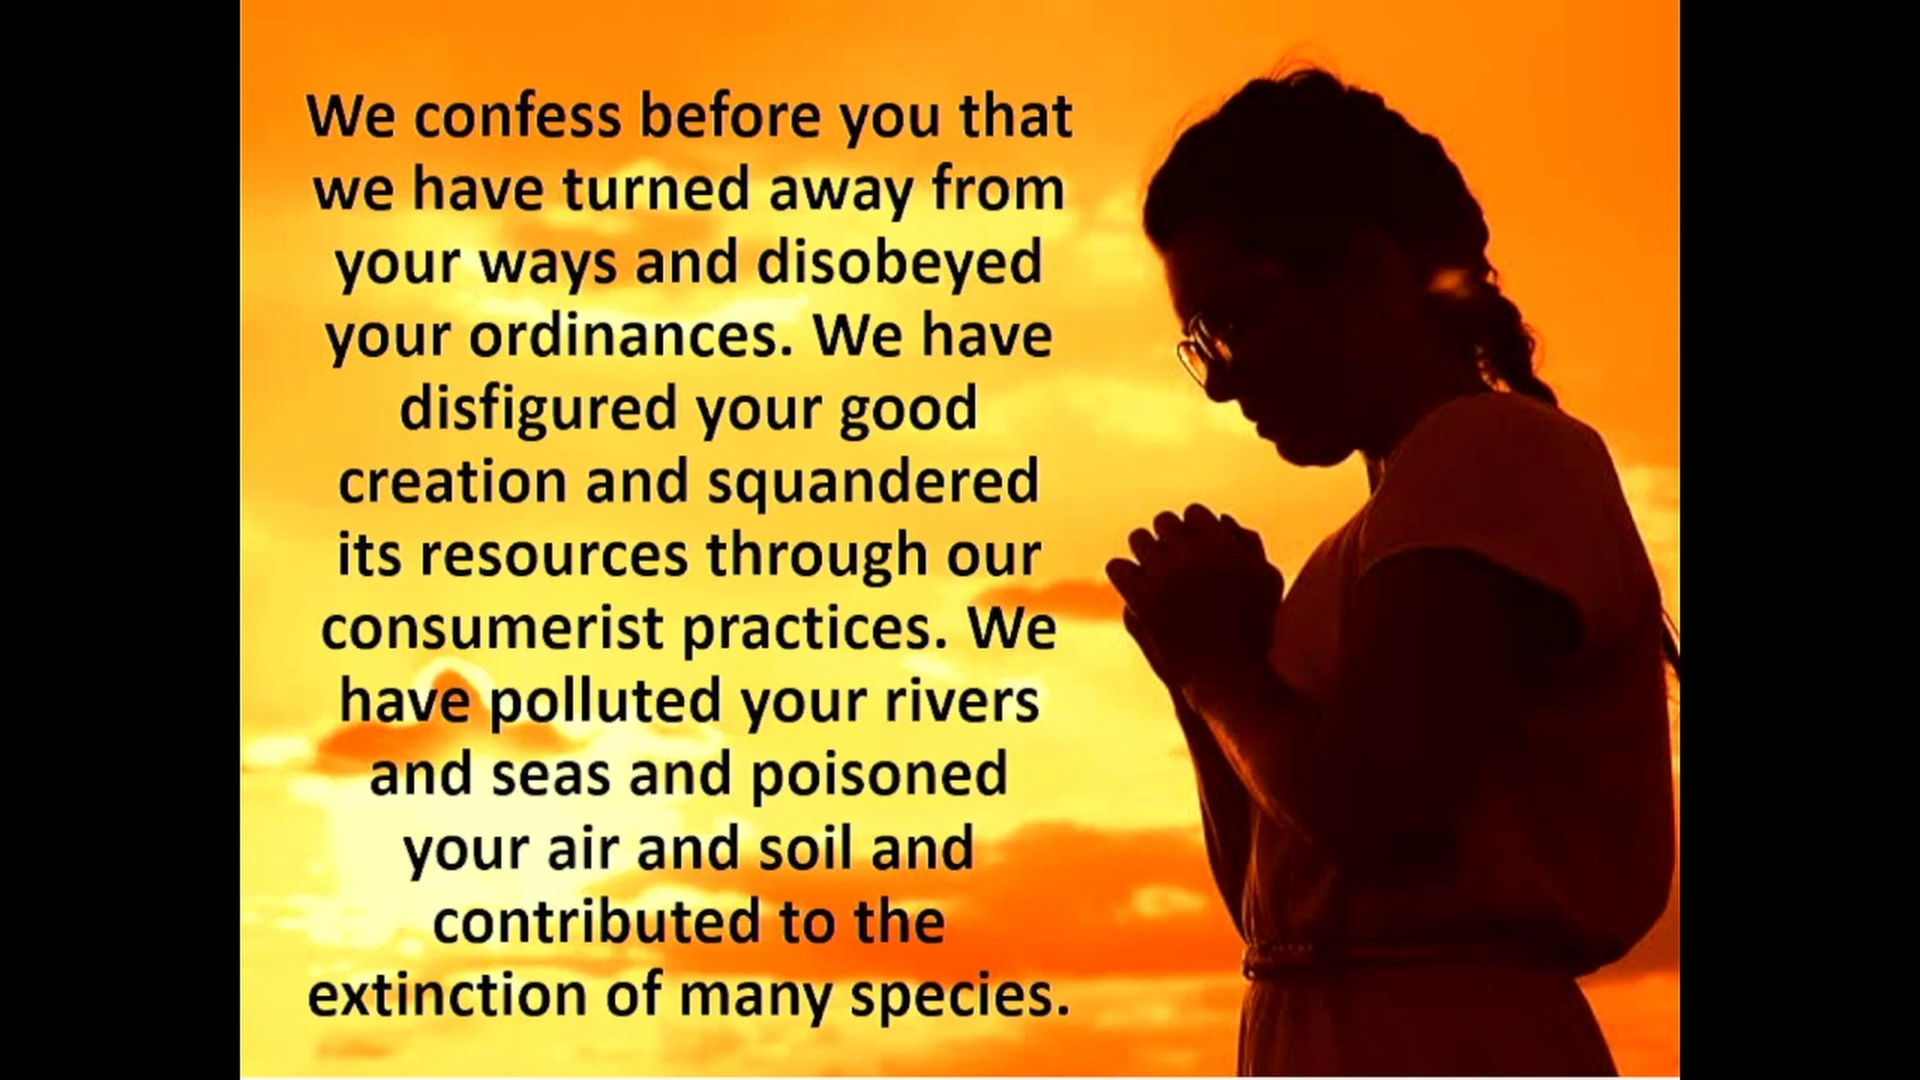 We confess before you that
we have turned away from
your ways and disobeyed
your ordinances. We have
disfigured your good
creation and squandered
its resources through our
consumerist practices. We
have polluted your rivers
and seas and poisoned
your air and soil and
contributed to the
extinction of many species.